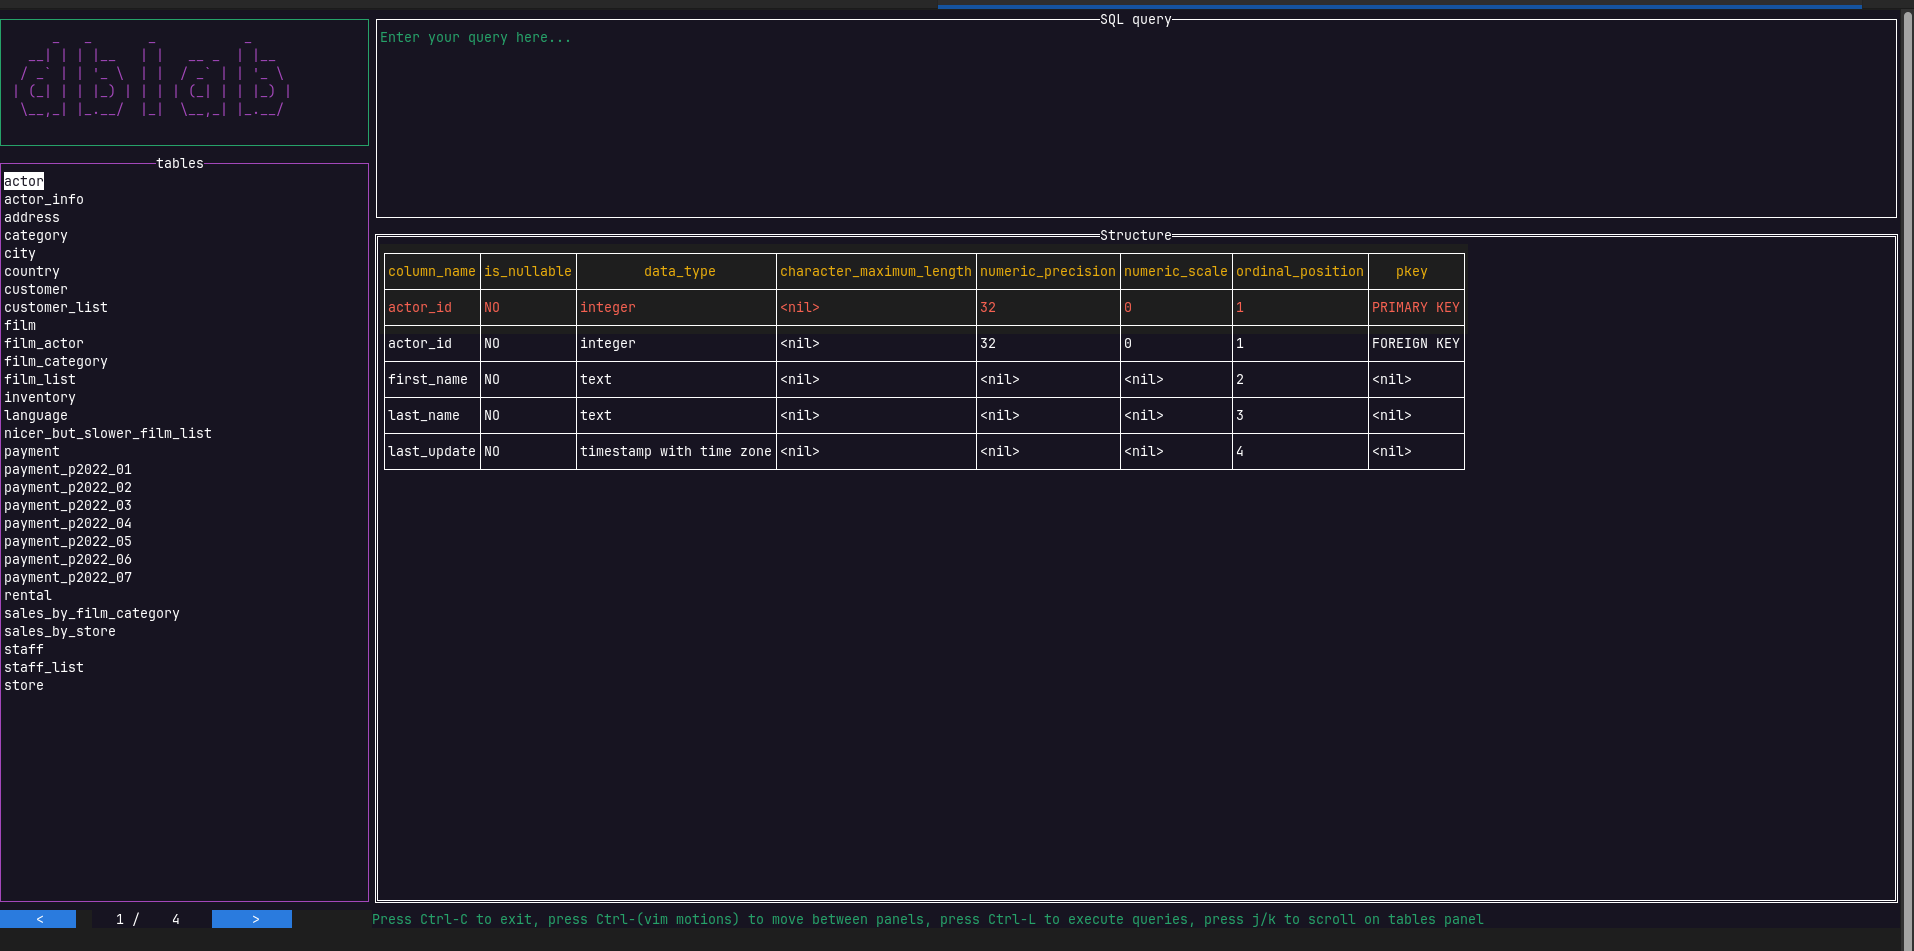 dblab
tables
actor
actor_info
address
category
city
country
customer
customer_list
film
film_actor
film_category
film_list
inventory
language
nicer_but_slower_film_list
payment
payment_p2022_01
payment_p2022_02
payment_p2022_03
payment_p2022_04
payment_p2022_05
payment_p2022_06
payment_p2022_07
rental
sales_by_film_category
sales_by_store
staff
staff_list
store
SQL query
Enter your query here...
Structure
column_name is_nullable data_type character_maximum_length numeric_precision numeric_scale ordinal_position pkey
actor_id NO integer <nil> 32 0 1 PRIMARY KEY
actor_id NO integer <nil> 32 0 1 FOREIGN KEY
first_name NO text <nil> <nil> <nil> 2 <nil>
last_name NO text <nil> <nil> <nil> 3 <nil>
last_update NO timestamp with time zone <nil> <nil> <nil> 4 <nil>
< 1 / 4 >
Press Ctrl-C to exit, press Ctrl-(vim motions) to move between panels, press Ctrl-L to execute queries, press j/k to scroll on tables panel